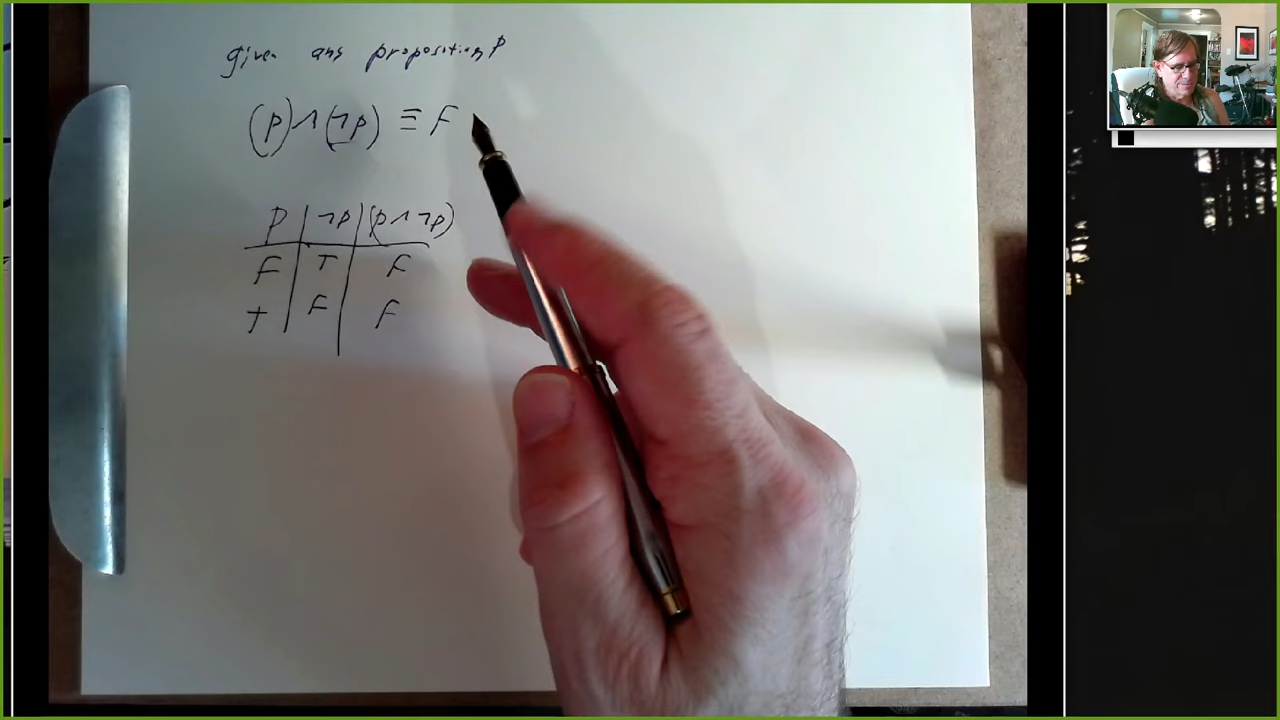 given any proposition p
(p)∧(¬p) ≡ F
p | ¬p | (p ∧ ¬p)
F | T | F
T | F | F